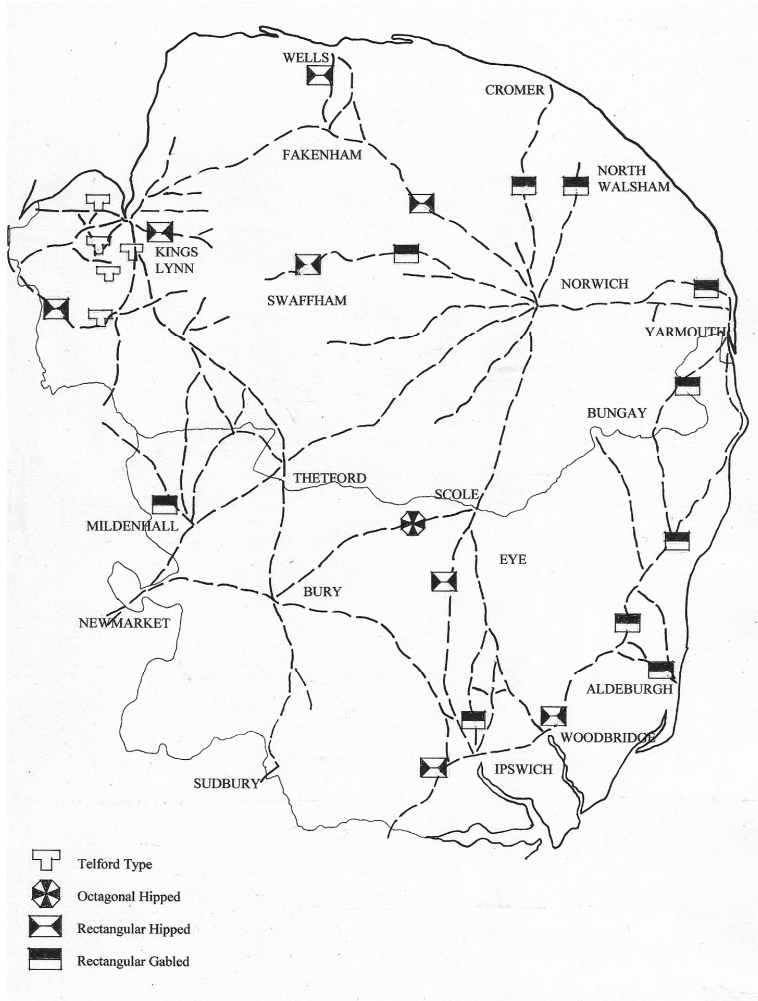 WELLS
CROMER
FAKENHAM
NORTH
WALSHAM
KINGS
LYNN
SWAFFHAM
NORWICH
YARMOUTH
BUNGAY
THETFORD
SCOLE
MILDENHALL
EYE
BURY
NEWMARKET
ALDEBURGH
WOODBRIDGE
IPSWICH
SUDBURY
Telford Type
Octagonal Hipped
Rectangular Hipped
Rectangular Gabled